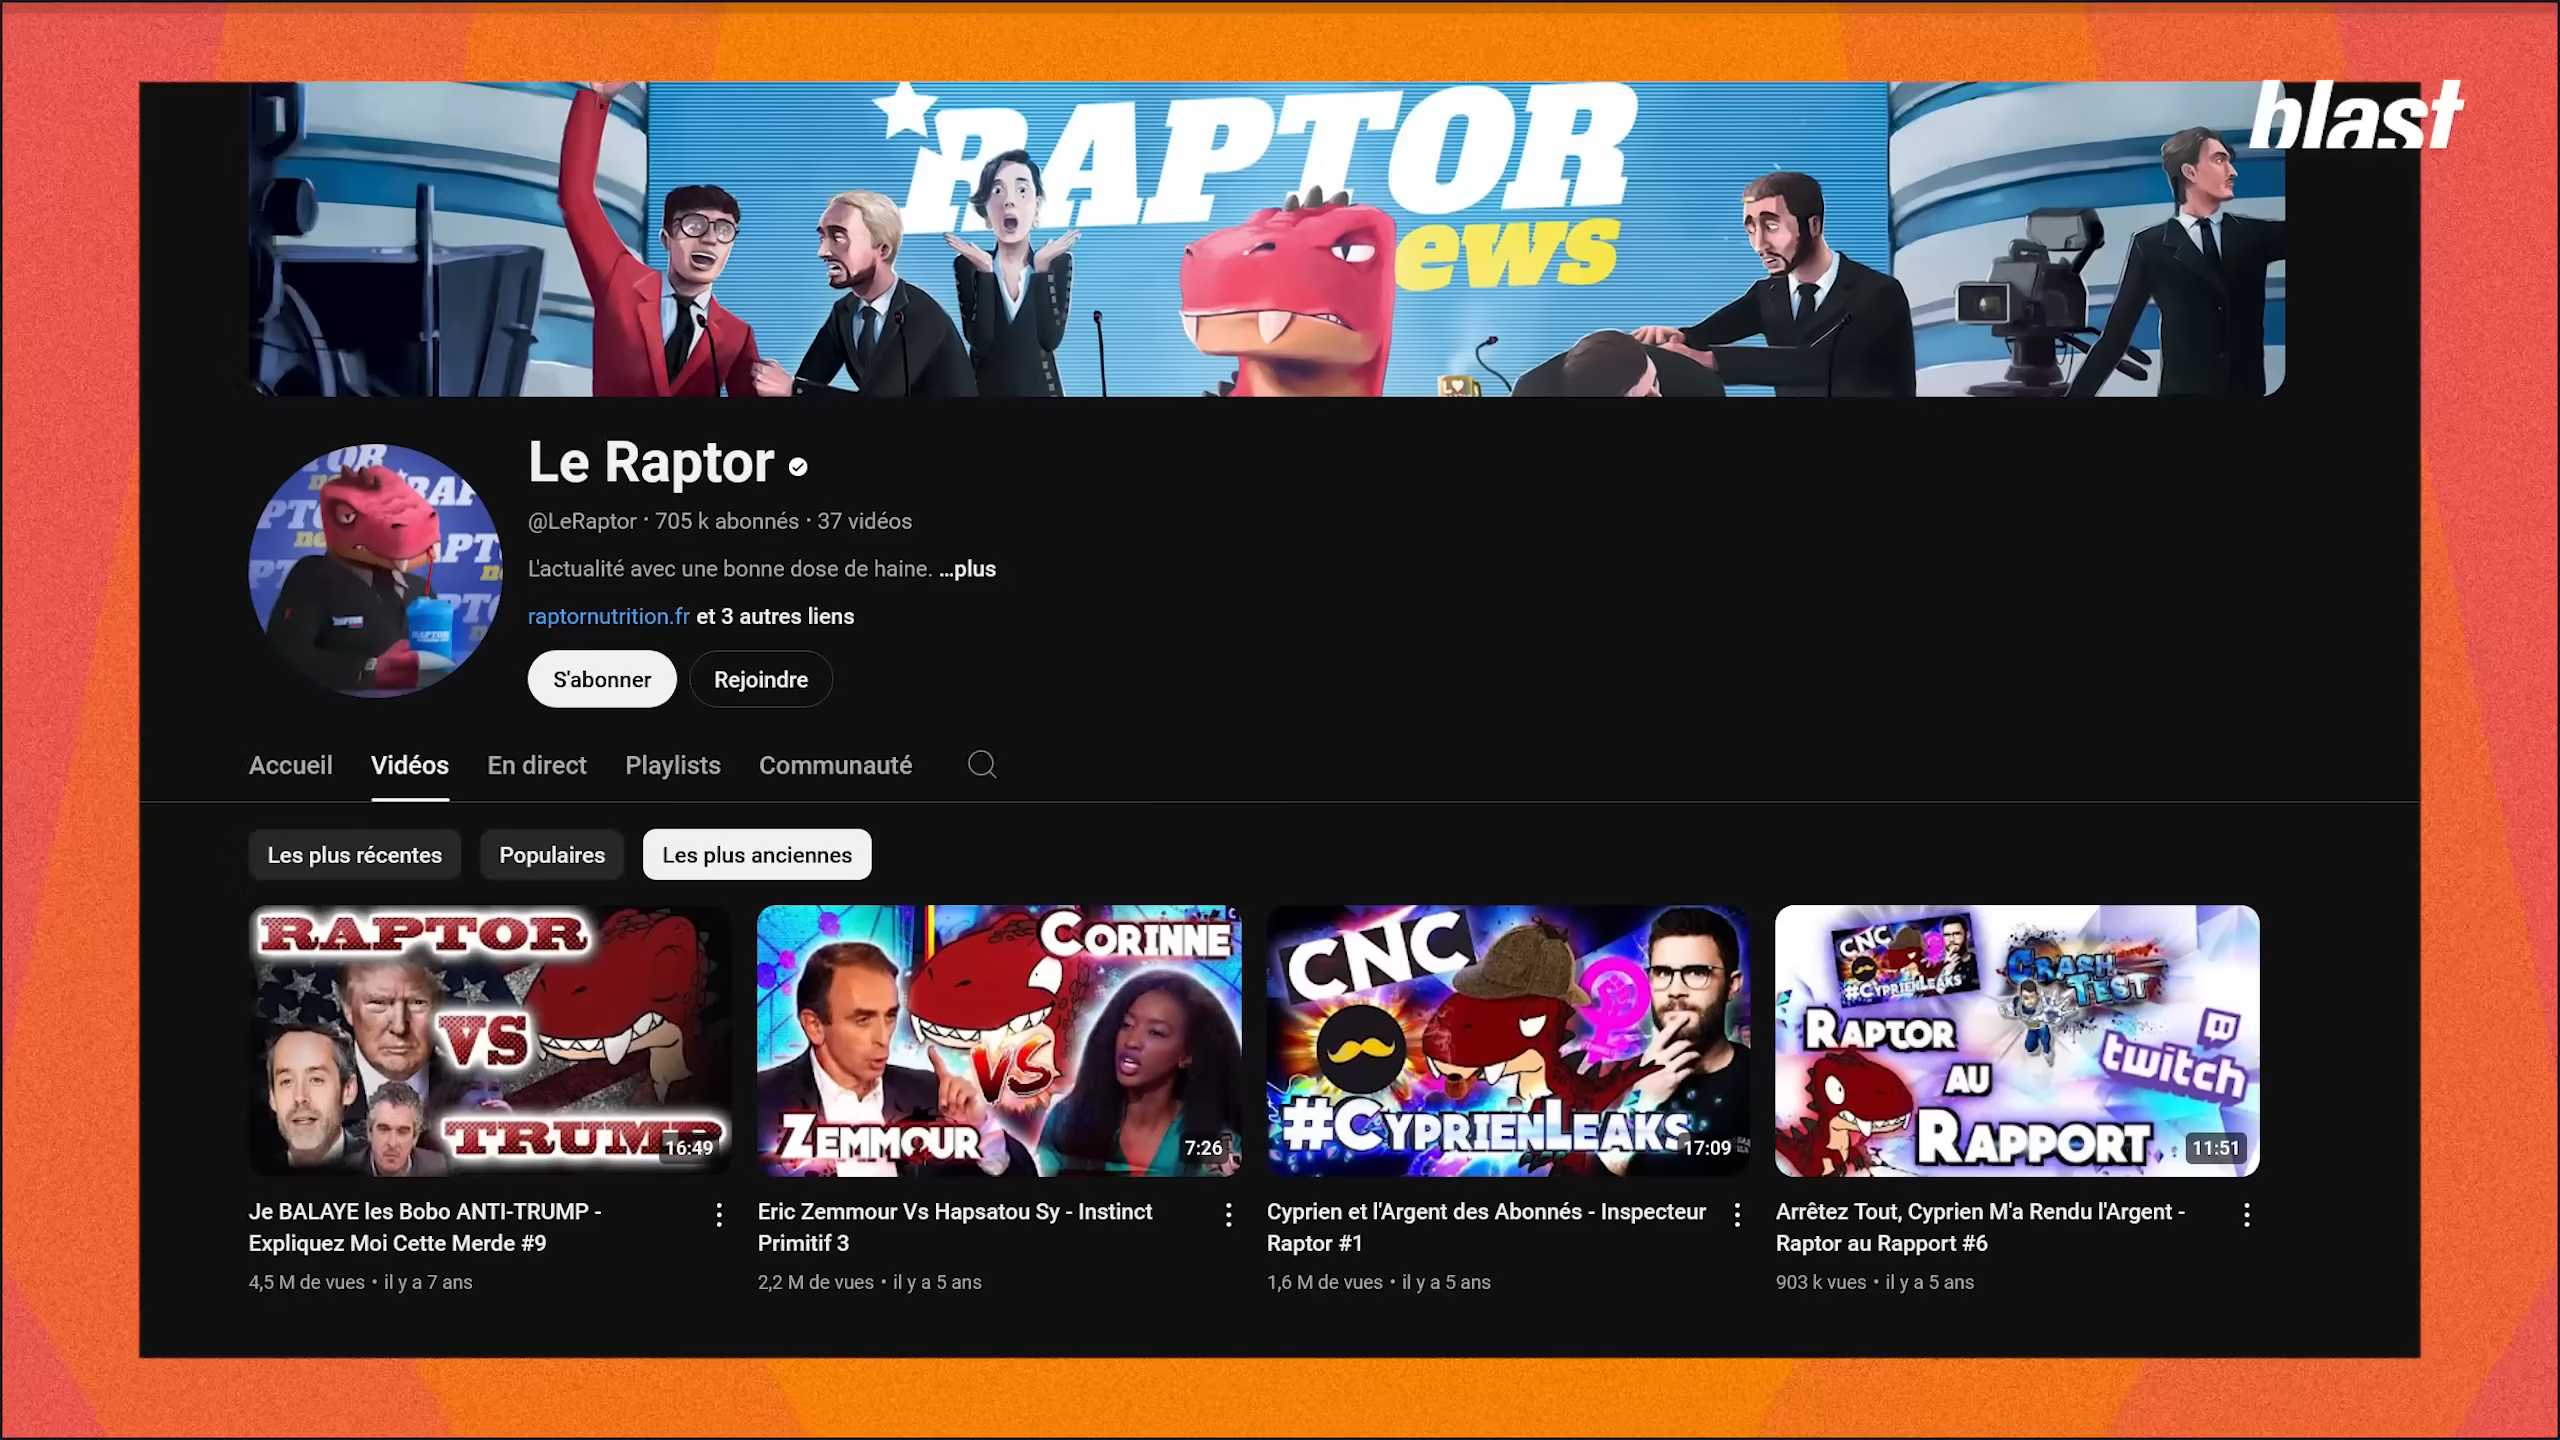 blast
RAPTOR
ews
Le Raptor
@LeRaptor • 705 k abonnés • 37 vidéos
L'actualité avec une bonne dose de haine. ...plus
raptornutrition.fr et 3 autres liens
S'abonner
Rejoindre
Accueil
Vidéos
En direct
Playlists
Communauté
Les plus récentes
Populaires
Les plus anciennes
RAPTOR
VS
TRUMP
16:49
CORINNE
VS
ZEMMOUR
7:26
CNC
#CYPRIENLEAKS
17:09
CNC
#CYPRIENLEAKS
CRASH
TEST
RAPTOR
AU
RAPPORT
twitch
11:51
Je BALAYE les Bobo ANTI-TRUMP -
Expliquez Moi Cette Merde #9
4,5 M de vues • il y a 7 ans
Eric Zemmour Vs Hapsatou Sy - Instinct
Primitif 3
2,2 M de vues • il y a 5 ans
Cyprien et l'Argent des Abonnés - Inspecteur
Raptor #1
1,6 M de vues • il y a 5 ans
Arrêtez Tout, Cyprien M'a Rendu l'Argent -
Raptor au Rapport #6
903 k vues • il y a 5 ans